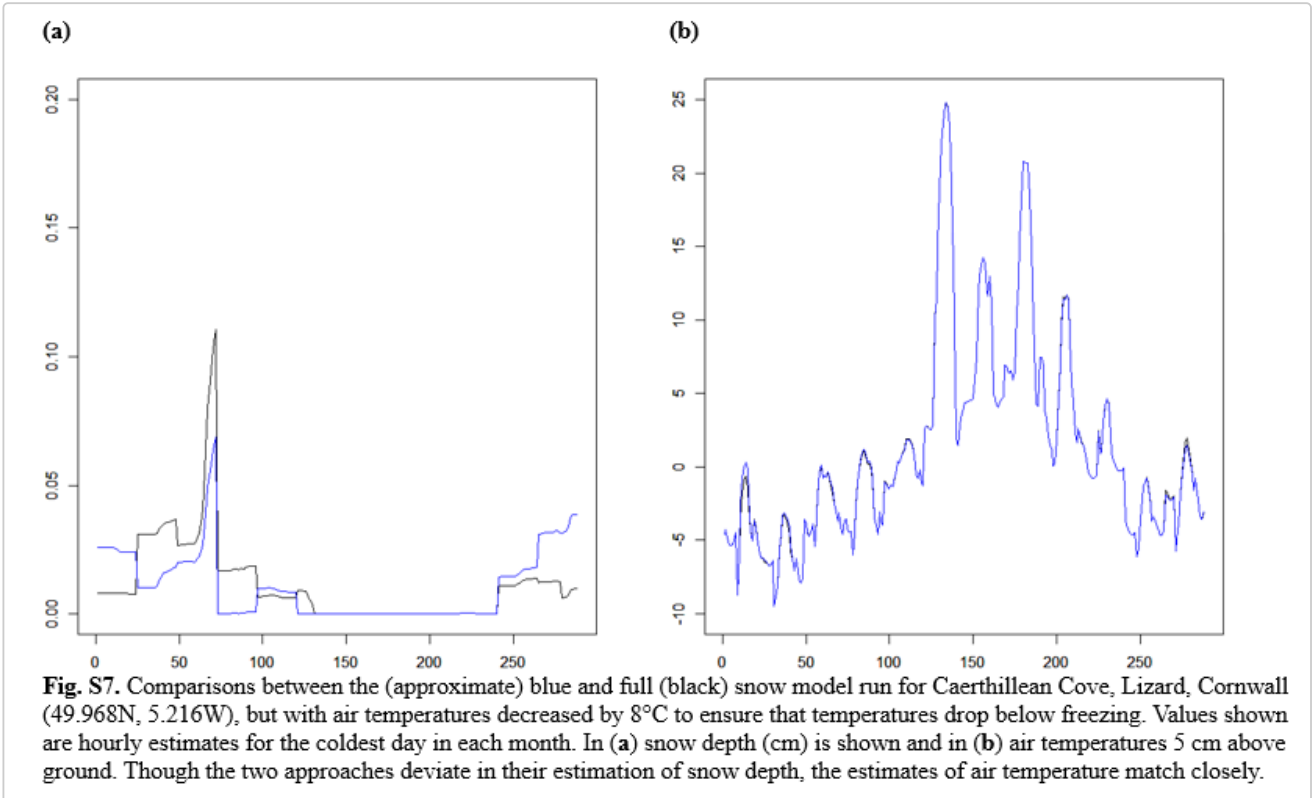 (a)
(b)
0.20
0.15
0.10
0.05
0.00
0 50 100 150 200 250
25
20
15
10
5
0
-5
-10
0 50 100 150 200 250
Fig. S7. Comparisons between the (approximate) blue and full (black) snow model run for Caerthillean Cove, Lizard, Cornwall
(49.968N, 5.216W), but with air temperatures decreased by 8°C to ensure that temperatures drop below freezing. Values shown
are hourly estimates for the coldest day in each month. In (a) snow depth (cm) is shown and in (b) air temperatures 5 cm above
ground. Though the two approaches deviate in their estimation of snow depth, the estimates of air temperature match closely.